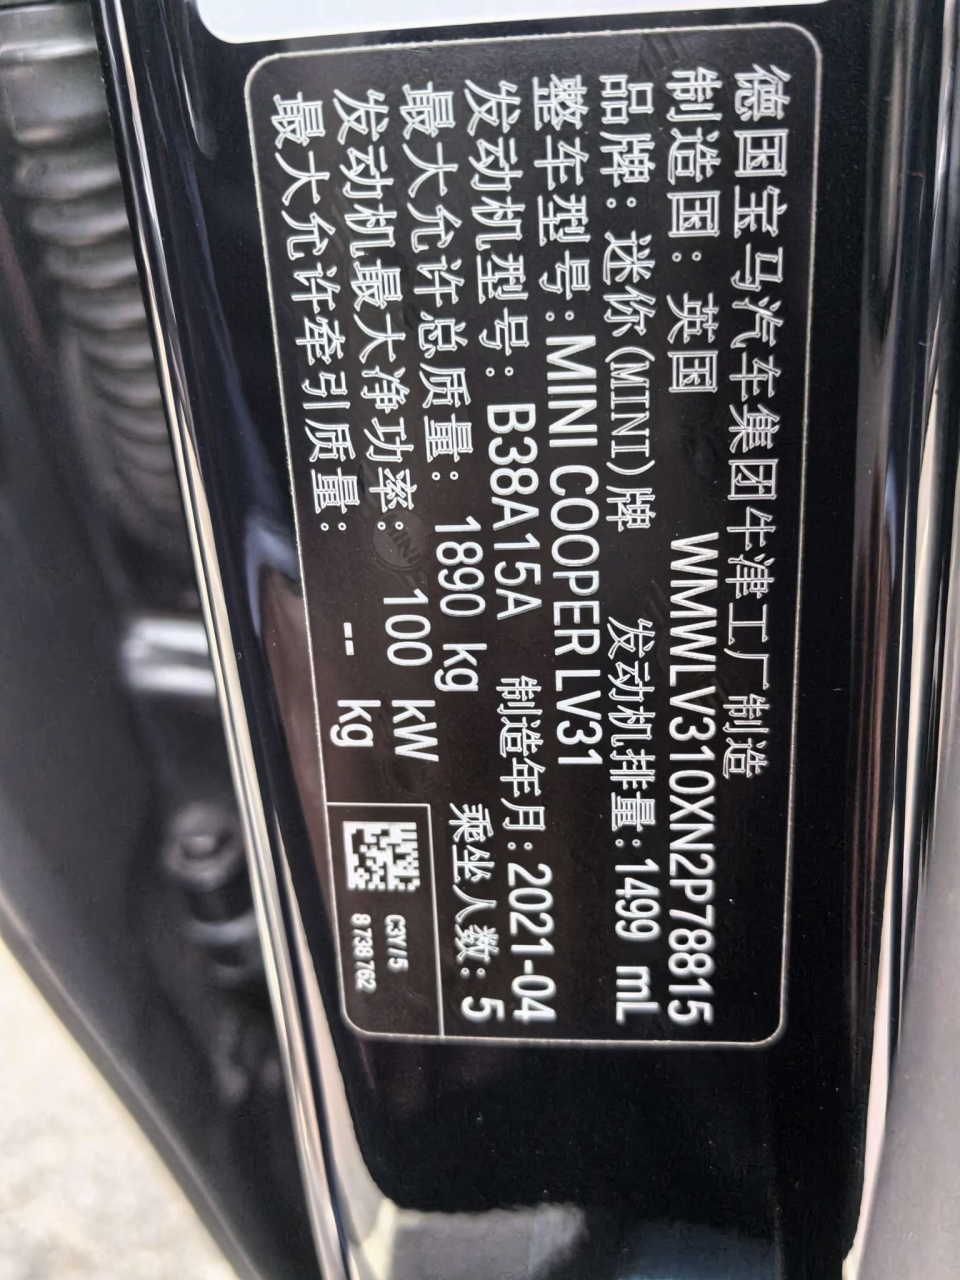 德国宝马汽车集团牛津工厂制造
制造国：英国 WMWLV310XN2P78815
品牌：迷你(MINI)牌 发动机排量:1499 mL
整车型号：MINI COOPER LV31
发动机型号：B38A15A 制造年月:2021-04
最大允许总质量：1890 kg 乘坐人数：5
发动机最大净功率：100 kW
最大允许牵引质量：-- kg
C3Y/5
8 738 762